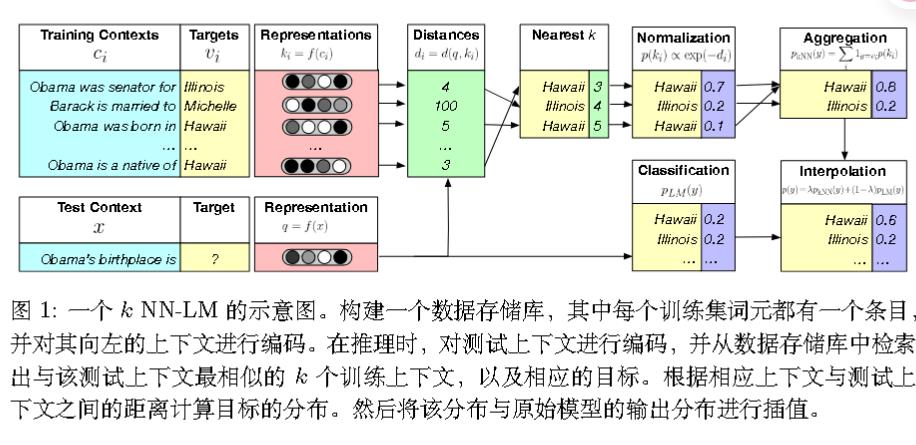 Training Contexts
Targets
Representations
Distances
Nearest k
Normalization
Aggregation
c_i
v_i
k_i = f(c_i)
d_i = d(q, k_i)
p(k_i) ∝ exp(−d_i)
p_kNN(y) = ∑_i 1_{y=v_i} p(k_i)
Obama was senator for
Illinois
4
Hawaii 3
Hawaii 0.7
Hawaii 0.8
Barack is married to
Michelle
100
Illinois 4
Illinois 0.2
Illinois 0.2
Obama was born in
Hawaii
5
Hawaii 5
Hawaii 0.1
... ...
...
...
Obama is a native of
Hawaii
3
Classification
Interpolation
p_LM(y)
p(y) = λp_kNN(y) + (1−λ)p_LM(y)
Test Context
Target
Representation
x
q = f(x)
Hawaii 0.2
Hawaii 0.6
Illinois 0.2
Illinois 0.2
Obama's birthplace is
?
... ...
... ...
图 1: 一个 k NN-LM 的示意图。构建一个数据存储库，其中每个训练集词元都有一个条目，
并对其向左的上下文进行编码。在推理时，对测试上下文进行编码，并从数据存储库中检索
出与该测试上下文最相似的 k 个训练上下文，以及相应的目标。根据相应上下文与测试上
下文之间的距离计算目标的分布。然后将该分布与原始模型的输出分布进行插值。